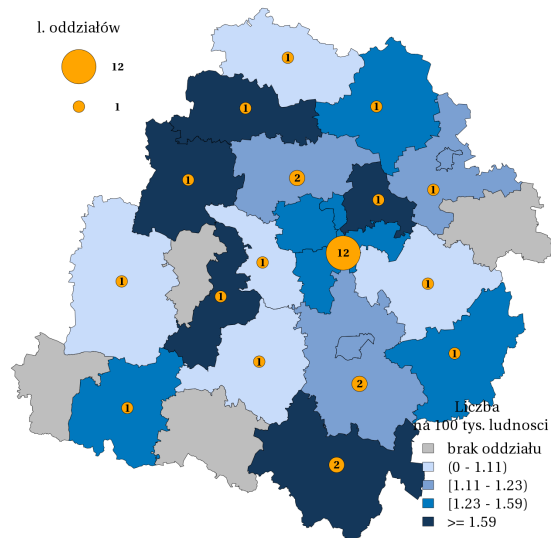 l. oddziałów
12
1
1
1
1
1
2
1
1
12
1
1
1
1
1
1
2
1
2
Liczba
na 100 tys. ludnosci
brak oddziału
(0 - 1.11)
[1.11 - 1.23)
[1.23 - 1.59)
>= 1.59